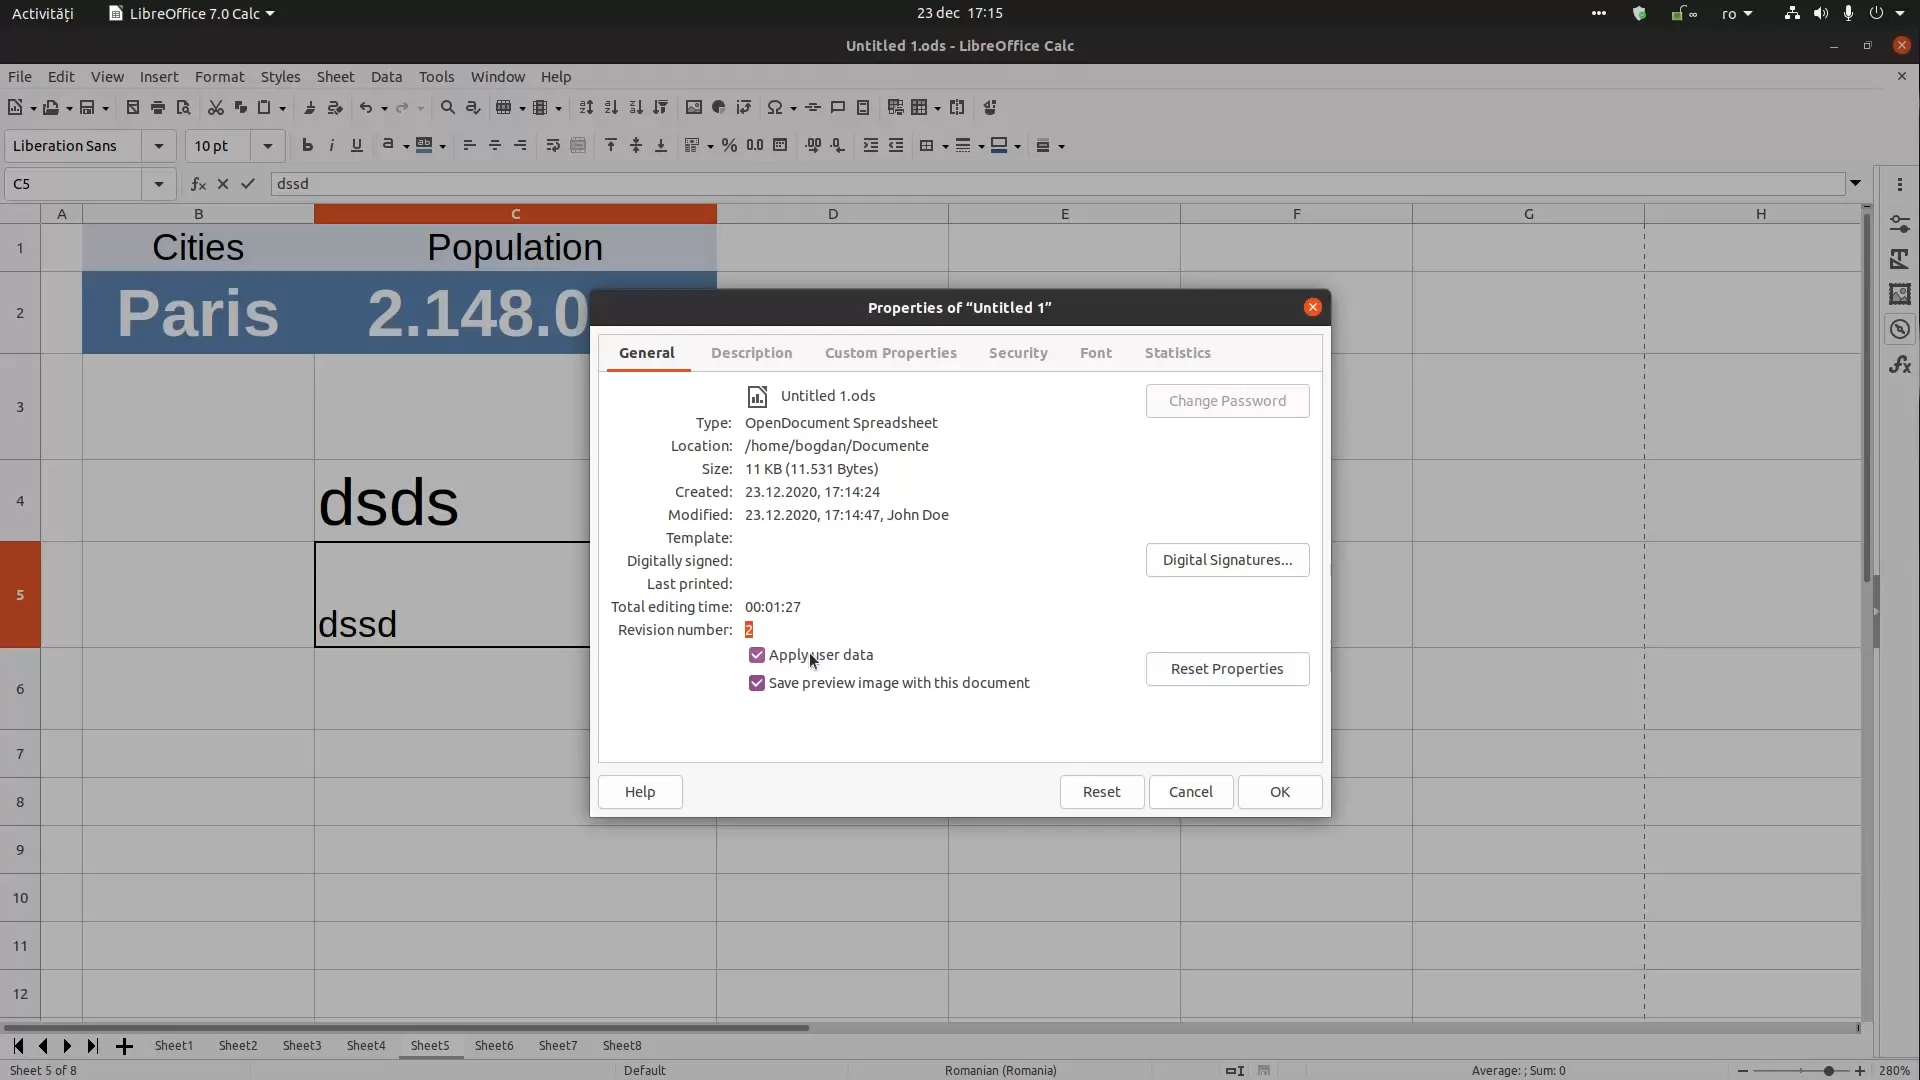 Activități LibreOffice 7.0 Calc 23 dec 17:15 ro
Untitled 1.ods - LibreOffice Calc
File Edit View Insert Format Styles Sheet Data Tools Window Help
Liberation Sans 10 pt
C5 dssd
A B C D E F G H
1 Cities Population
2 Paris 2.148.0
3
4 dsds
5 dssd
6
7
8
9
10
11
12
Properties of “Untitled 1”
General Description Custom Properties Security Font Statistics
Untitled 1.ods
Change Password
Type: OpenDocument Spreadsheet
Location: /home/bogdan/Documente
Size: 11 KB (11.531 Bytes)
Created: 23.12.2020, 17:14:24
Modified: 23.12.2020, 17:14:47, John Doe
Template:
Digitally signed:
Digital Signatures...
Last printed:
Total editing time: 00:01:27
Revision number: 2
Apply user data
Reset Properties
Save preview image with this document
Help Reset Cancel OK
Sheet1 Sheet2 Sheet3 Sheet4 Sheet5 Sheet6 Sheet7 Sheet8
Sheet 5 of 8 Default Romanian (Romania) Average: ; Sum: 0 280%